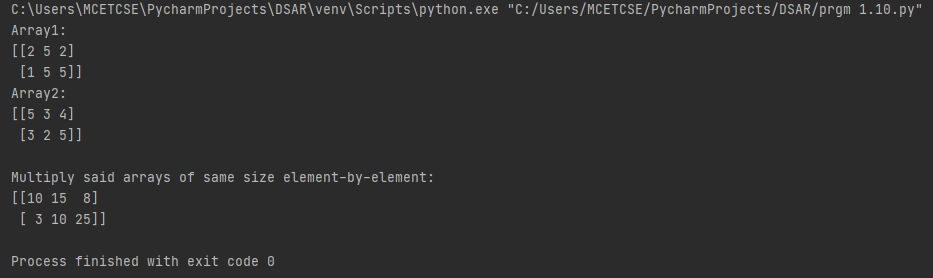 C:\Users\MCETCSE\PycharmProjects\DSAR\venv\Scripts\python.exe "C:/Users/MCETCSE/PycharmProjects/DSAR/prgm 1.10.py"
Array1:
[[2 5 2]
 [1 5 5]]
Array2:
[[5 3 4]
 [3 2 5]]

Multiply said arrays of same size element-by-element:
[[10 15  8]
 [ 3 10 25]]

Process finished with exit code 0